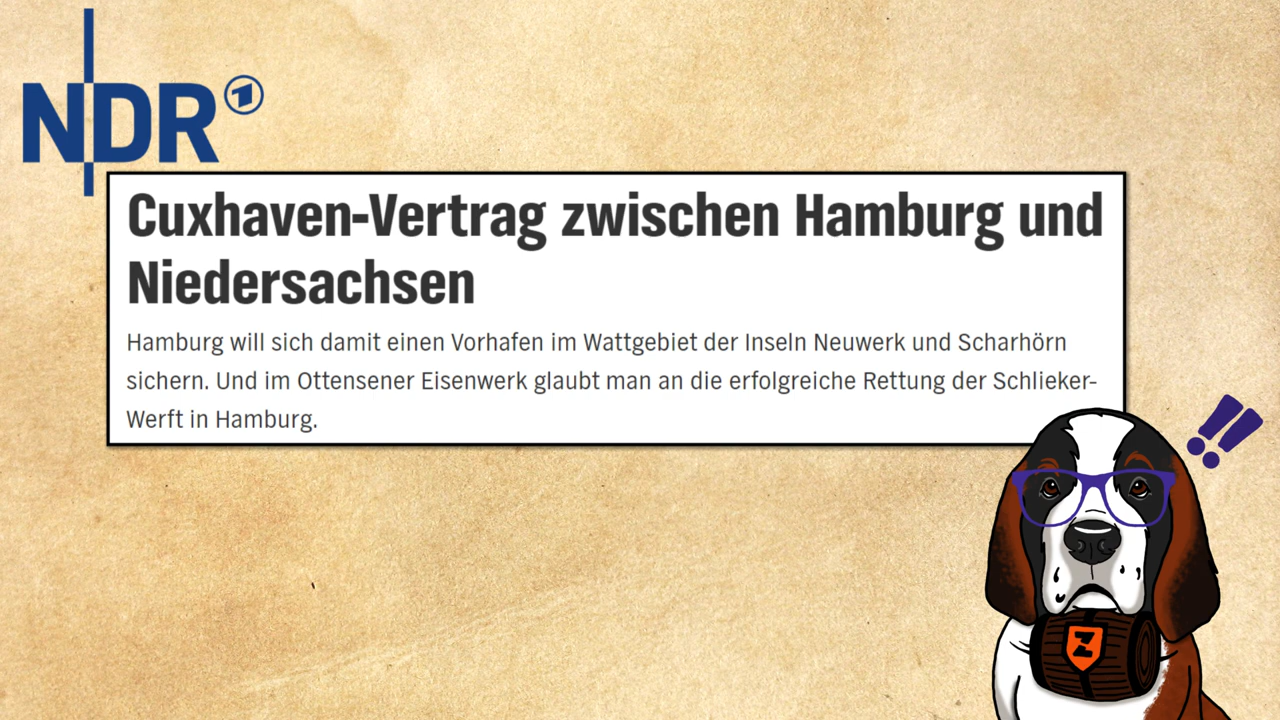 NDR
Cuxhaven-Vertrag zwischen Hamburg und
Niedersachsen
Hamburg will sich damit einen Vorhafen im Wattgebiet der Inseln Neuwerk und Scharhörn
sichern. Und im Ottensener Eisenwerk glaubt man an die erfolgreiche Rettung der Schlieker-
Werft in Hamburg.
!!
Z